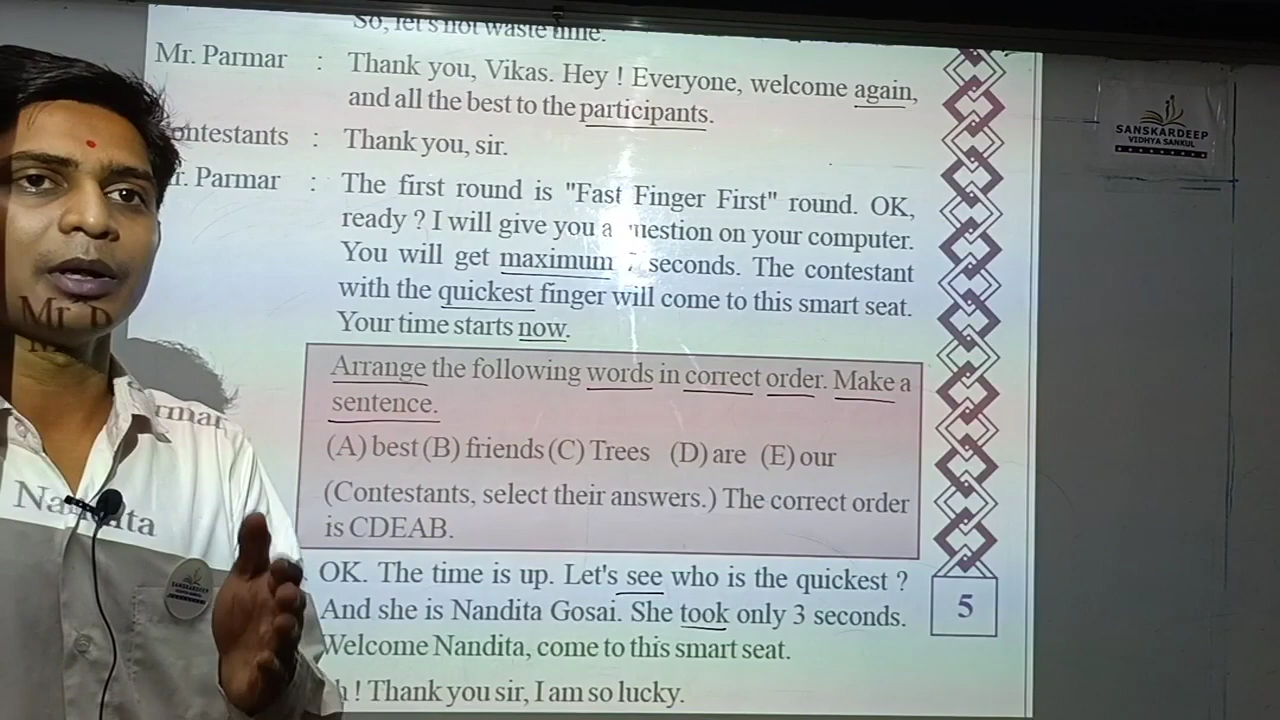 So, let's not waste time.
Mr. Parmar : Thank you, Vikas. Hey ! Everyone, welcome again,
and all the best to the participants.
ontestants : Thank you, sir.
r. Parmar : The first round is "Fast Finger First" round. OK,
ready ? I will give you a uestion on your computer.
You will get maximum 7 seconds. The contestant
with the quickest finger will come to this smart seat.
Your time starts now.
Arrange the following words in correct order. Make a
sentence.
(A) best (B) friends (C) Trees (D) are (E) our
(Contestants, select their answers.) The correct order
is CDEAB.
Mr. P
rmar
OK. The time is up. Let's see who is the quickest ?
And she is Nandita Gosai. She took only 3 seconds.
Welcome Nandita, come to this smart seat.
Nandita
h ! Thank you sir, I am so lucky.
5
SANSKARDEEP
VIDHYA SANKUL
SANSKARDEEP